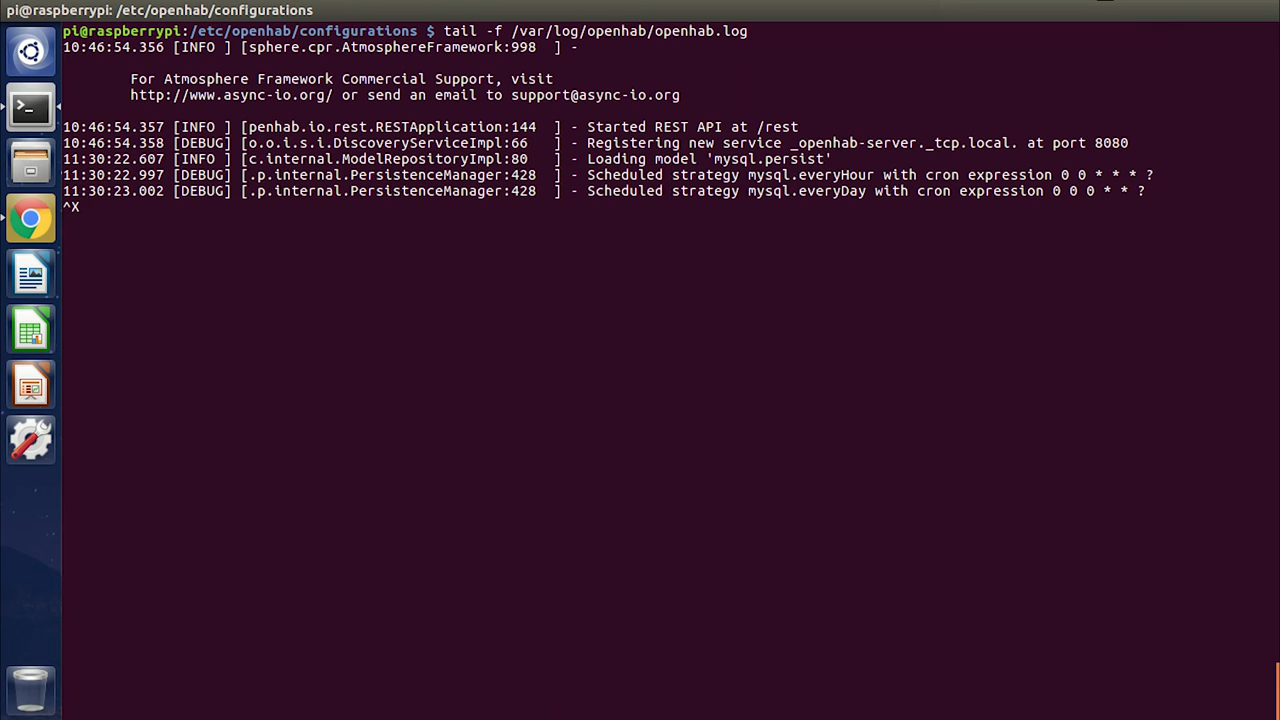 pi@raspberrypi: /etc/openhab/configurations
pi@raspberrypi:/etc/openhab/configurations $ tail -f /var/log/openhab/openhab.log
10:46:54.356 [INFO ] [sphere.cpr.AtmosphereFramework:998  ] -
        For Atmosphere Framework Commercial Support, visit
        http://www.async-io.org/ or send an email to support@async-io.org
10:46:54.357 [INFO ] [penhab.io.rest.RESTApplication:144  ] - Started REST API at /rest
10:46:54.358 [DEBUG] [o.o.i.s.i.DiscoveryServiceImpl:66   ] - Registering new service _openhab-server._tcp.local. at port 8080
11:30:22.607 [INFO ] [c.internal.ModelRepositoryImpl:80   ] - Loading model 'mysql.persist'
11:30:22.997 [DEBUG] [.p.internal.PersistenceManager:428  ] - Scheduled strategy mysql.everyHour with cron expression 0 0 * * * ?
11:30:23.002 [DEBUG] [.p.internal.PersistenceManager:428  ] - Scheduled strategy mysql.everyDay with cron expression 0 0 0 * * ?
^X